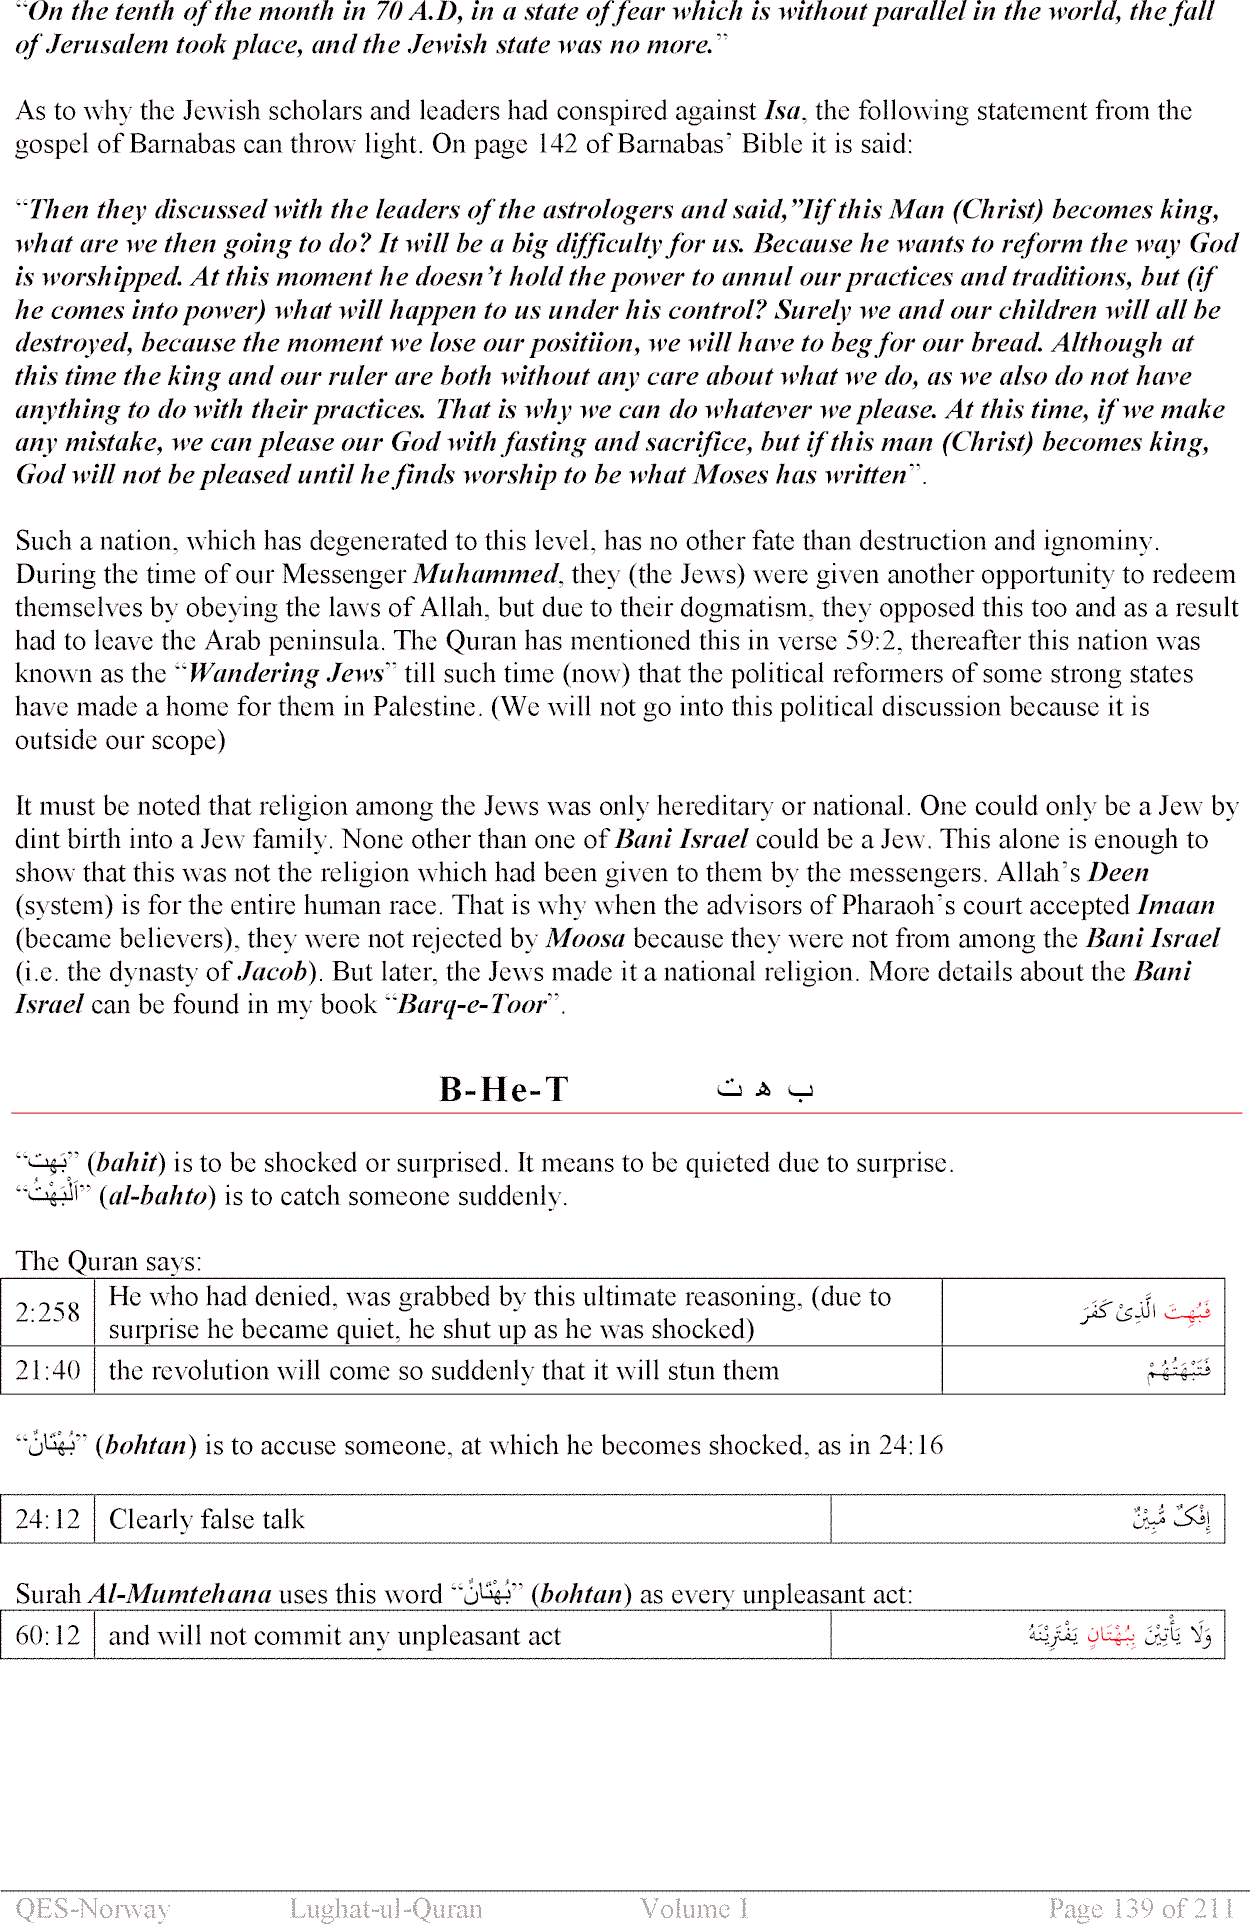 “On the tenth of the month in 70 A.D, in a state of fear which is without parallel in the world, the fall
of Jerusalem took place, and the Jewish state was no more.”
As to why the Jewish scholars and leaders had conspired against Isa, the following statement from the
gospel of Barnabas can throw light. On page 142 of Barnabas’ Bible it is said:
“Then they discussed with the leaders of the astrologers and said,”Iif this Man (Christ) becomes king,
what are we then going to do? It will be a big difficulty for us. Because he wants to reform the way God
is worshipped. At this moment he doesn’t hold the power to annul our practices and traditions, but (if
he comes into power) what will happen to us under his control? Surely we and our children will all be
destroyed, because the moment we lose our positiion, we will have to beg for our bread. Although at
this time the king and our ruler are both without any care about what we do, as we also do not have
anything to do with their practices. That is why we can do whatever we please. At this time, if we make
any mistake, we can please our God with fasting and sacrifice, but if this man (Christ) becomes king,
God will not be pleased until he finds worship to be what Moses has written”.
Such a nation, which has degenerated to this level, has no other fate than destruction and ignominy.
During the time of our Messenger Muhammed, they (the Jews) were given another opportunity to redeem
themselves by obeying the laws of Allah, but due to their dogmatism, they opposed this too and as a result
had to leave the Arab peninsula. The Quran has mentioned this in verse 59:2, thereafter this nation was
known as the “Wandering Jews” till such time (now) that the political reformers of some strong states
have made a home for them in Palestine. (We will not go into this political discussion because it is
outside our scope)
It must be noted that religion among the Jews was only hereditary or national. One could only be a Jew by
dint birth into a Jew family. None other than one of Bani Israel could be a Jew. This alone is enough to
show that this was not the religion which had been given to them by the messengers. Allah’s Deen
(system) is for the entire human race. That is why when the advisors of Pharaoh’s court accepted Imaan
(became believers), they were not rejected by Moosa because they were not from among the Bani Israel
(i.e. the dynasty of Jacob). But later, the Jews made it a national religion. More details about the Bani
Israel can be found in my book “Barq-e-Toor”.
B-He-T ب ھ ت
“بَهِت” (bahit) is to be shocked or surprised. It means to be quieted due to surprise.
“اَلْبَهْتُ” (al-bahto) is to catch someone suddenly.
The Quran says:
2:258 He who had denied, was grabbed by this ultimate reasoning, (due to
surprise he became quiet, he shut up as he was shocked) فَبُهِتَ الَّذِىْ كَفَرَ
21:40 the revolution will come so suddenly that it will stun them فَتَبْهَتُهُمْ
“بُهْتَانٌ” (bohtan) is to accuse someone, at which he becomes shocked, as in 24:16
24:12 Clearly false talk إِفْکٌ مُّبِيْنٌ
Surah Al-Mumtehana uses this word “بُهْتَانٌ” (bohtan) as every unpleasant act:
60:12 and will not commit any unpleasant act وَلَا يَأْتِيْنَ بِبُهْتَانٍ يَفْتَرِيْنَهُ
QES-Norway Lughat-ul-Quran Volume I Page 139 of 211